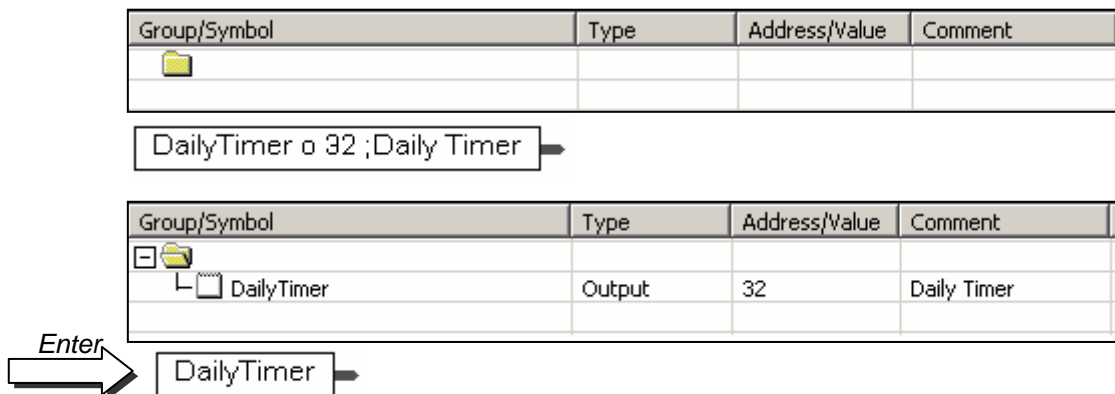 Group/Symbol Type Address/Value Comment
DailyTimer o 32 ;Daily Timer
Group/Symbol Type Address/Value Comment
DailyTimer Output 32 Daily Timer
Enter
DailyTimer